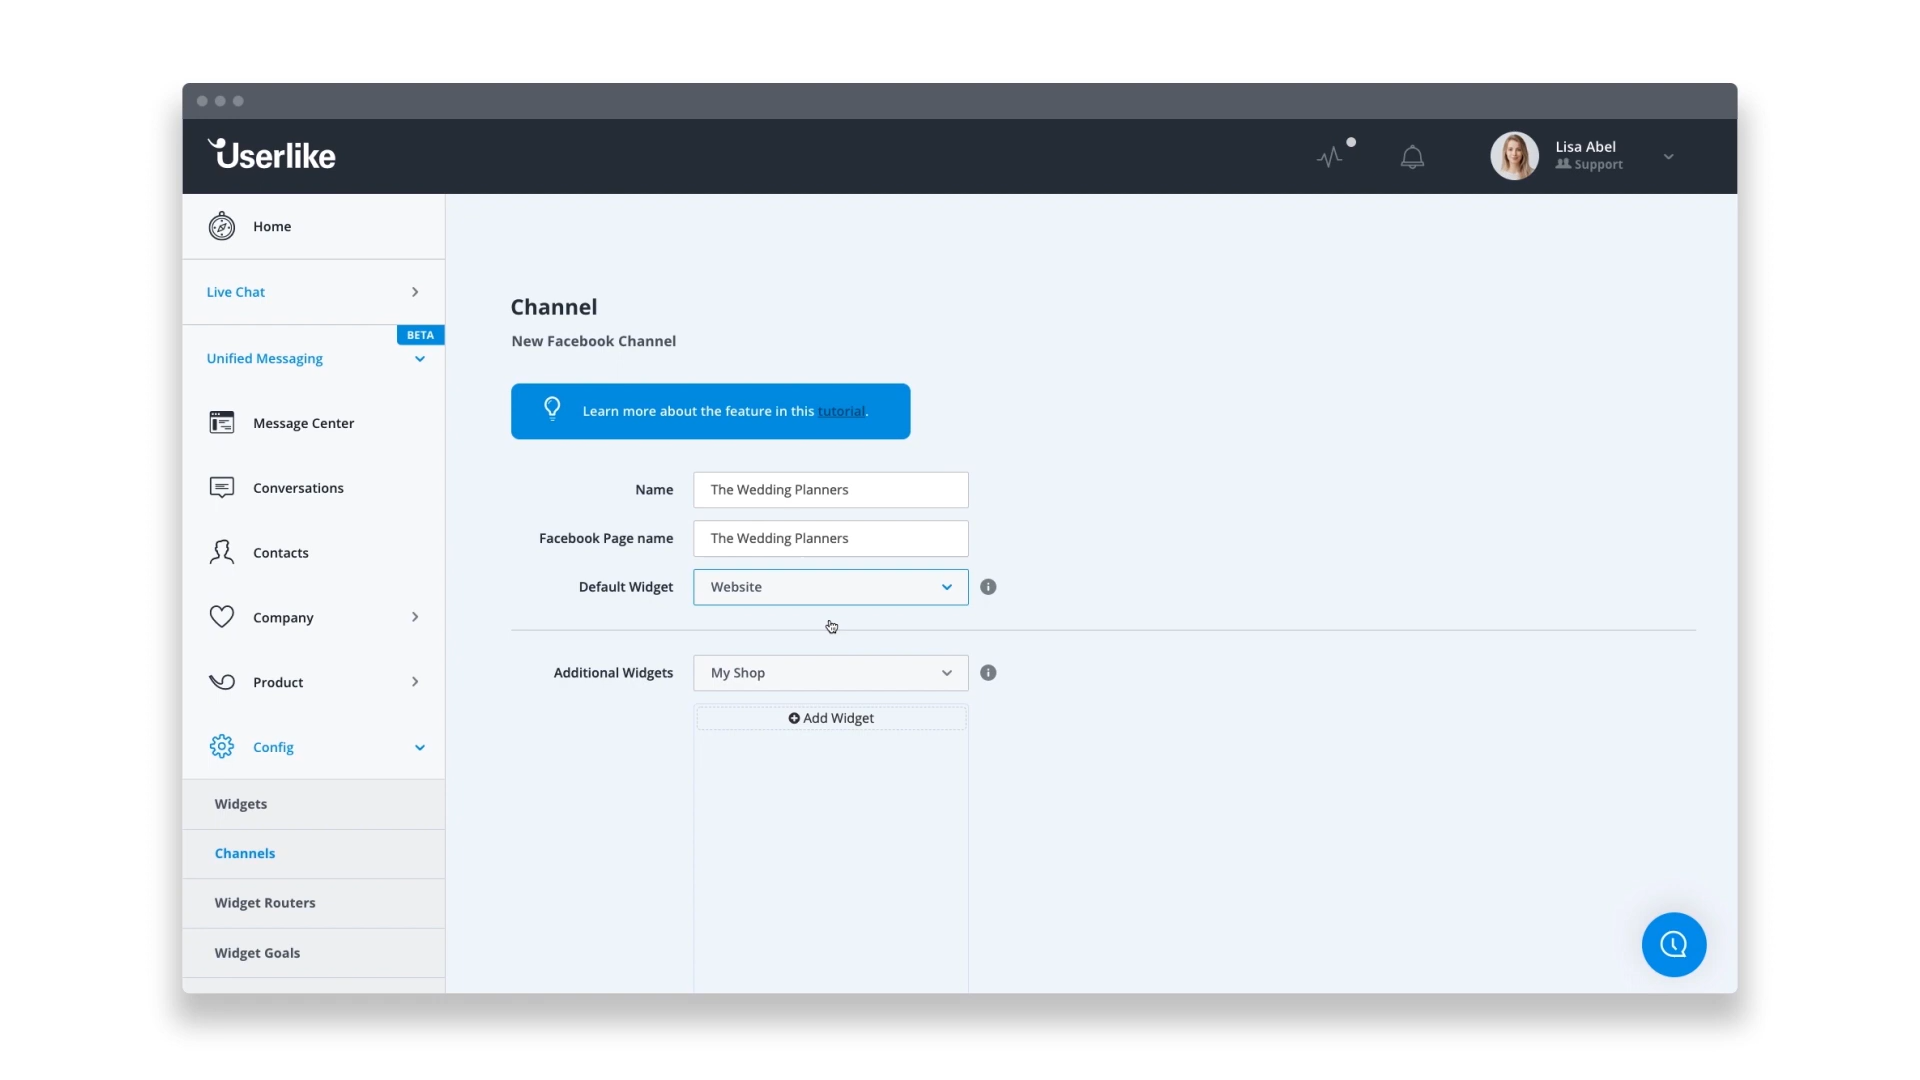 Userlike
Lisa Abel
Support
Home
Live Chat
BETA
Unified Messaging
Message Center
Conversations
Contacts
Company
Product
Config
Widgets
Channels
Widget Routers
Widget Goals
Channel
New Facebook Channel
Learn more about the feature in this tutorial.
Name The Wedding Planners
Facebook Page name The Wedding Planners
Default Widget Website
Additional Widgets My Shop
Add Widget